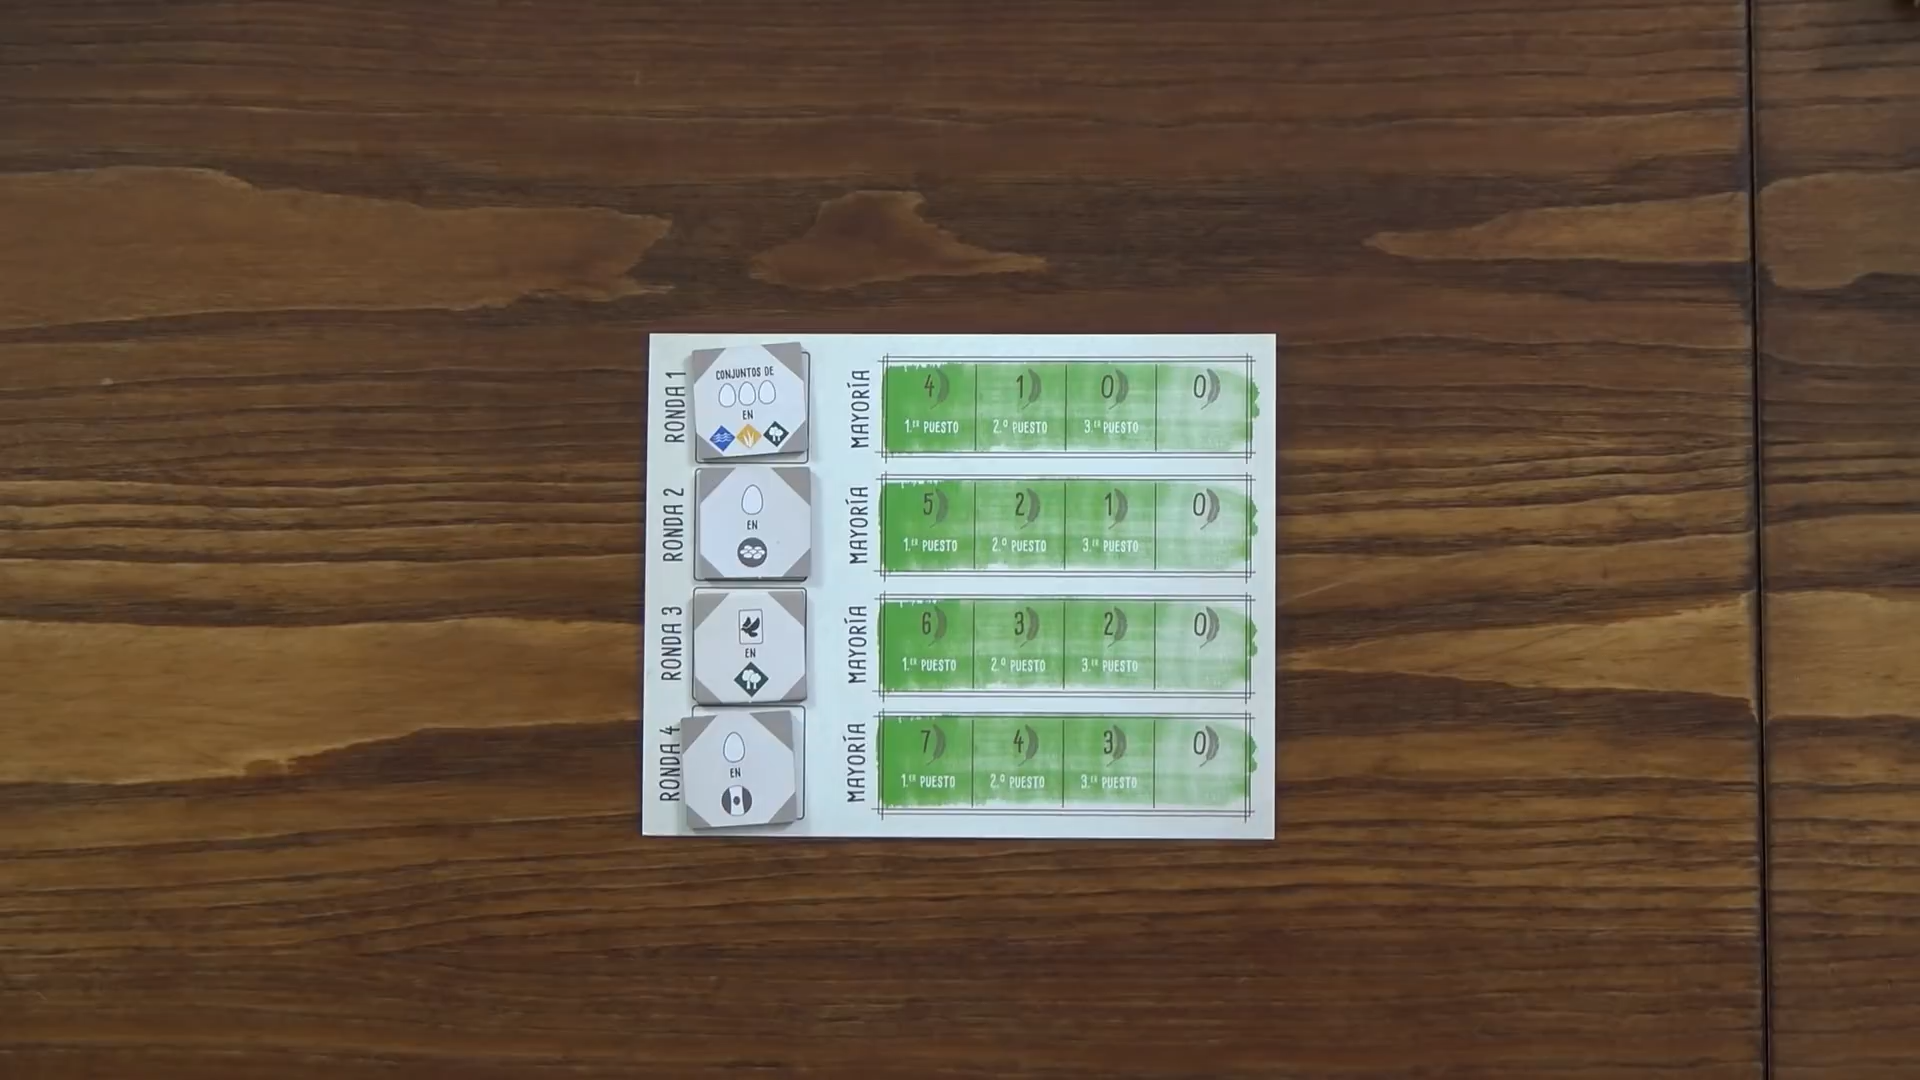 RONDA 1
CONJUNTOS DE
EN
MAYORÍA
4 1 0 0
1.ER PUESTO 2.º PUESTO 3.ER PUESTO
RONDA 2
EN
MAYORÍA
5 2 1 0
1.ER PUESTO 2.º PUESTO 3.ER PUESTO
RONDA 3
EN
MAYORÍA
6 3 2 0
1.ER PUESTO 2.º PUESTO 3.ER PUESTO
RONDA 4
EN
MAYORÍA
7 4 3 0
1.ER PUESTO 2.º PUESTO 3.ER PUESTO